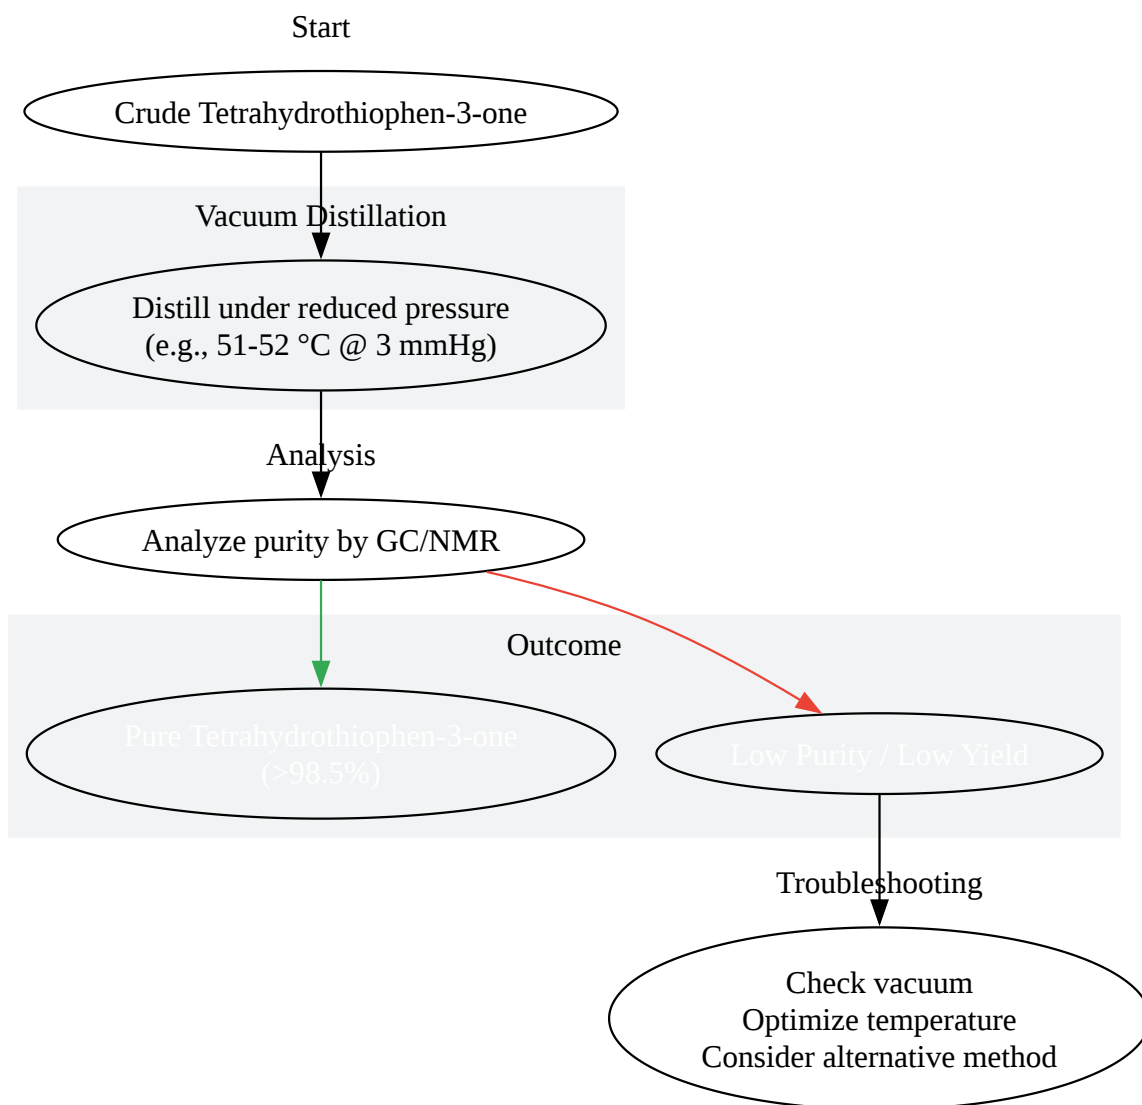 Start
Crude Tetrahydrothiophen-3-one
Vacuum Distillation
Distill under reduced pressure
(e.g., 51-52 °C @ 3 mmHg)
Analysis
Analyze purity by GC/NMR
Outcome
Pure Tetrahydrothiophen-3-one
(>98.5%)
Low Purity / Low Yield
Troubleshooting
Check vacuum
Optimize temperature
Consider alternative method